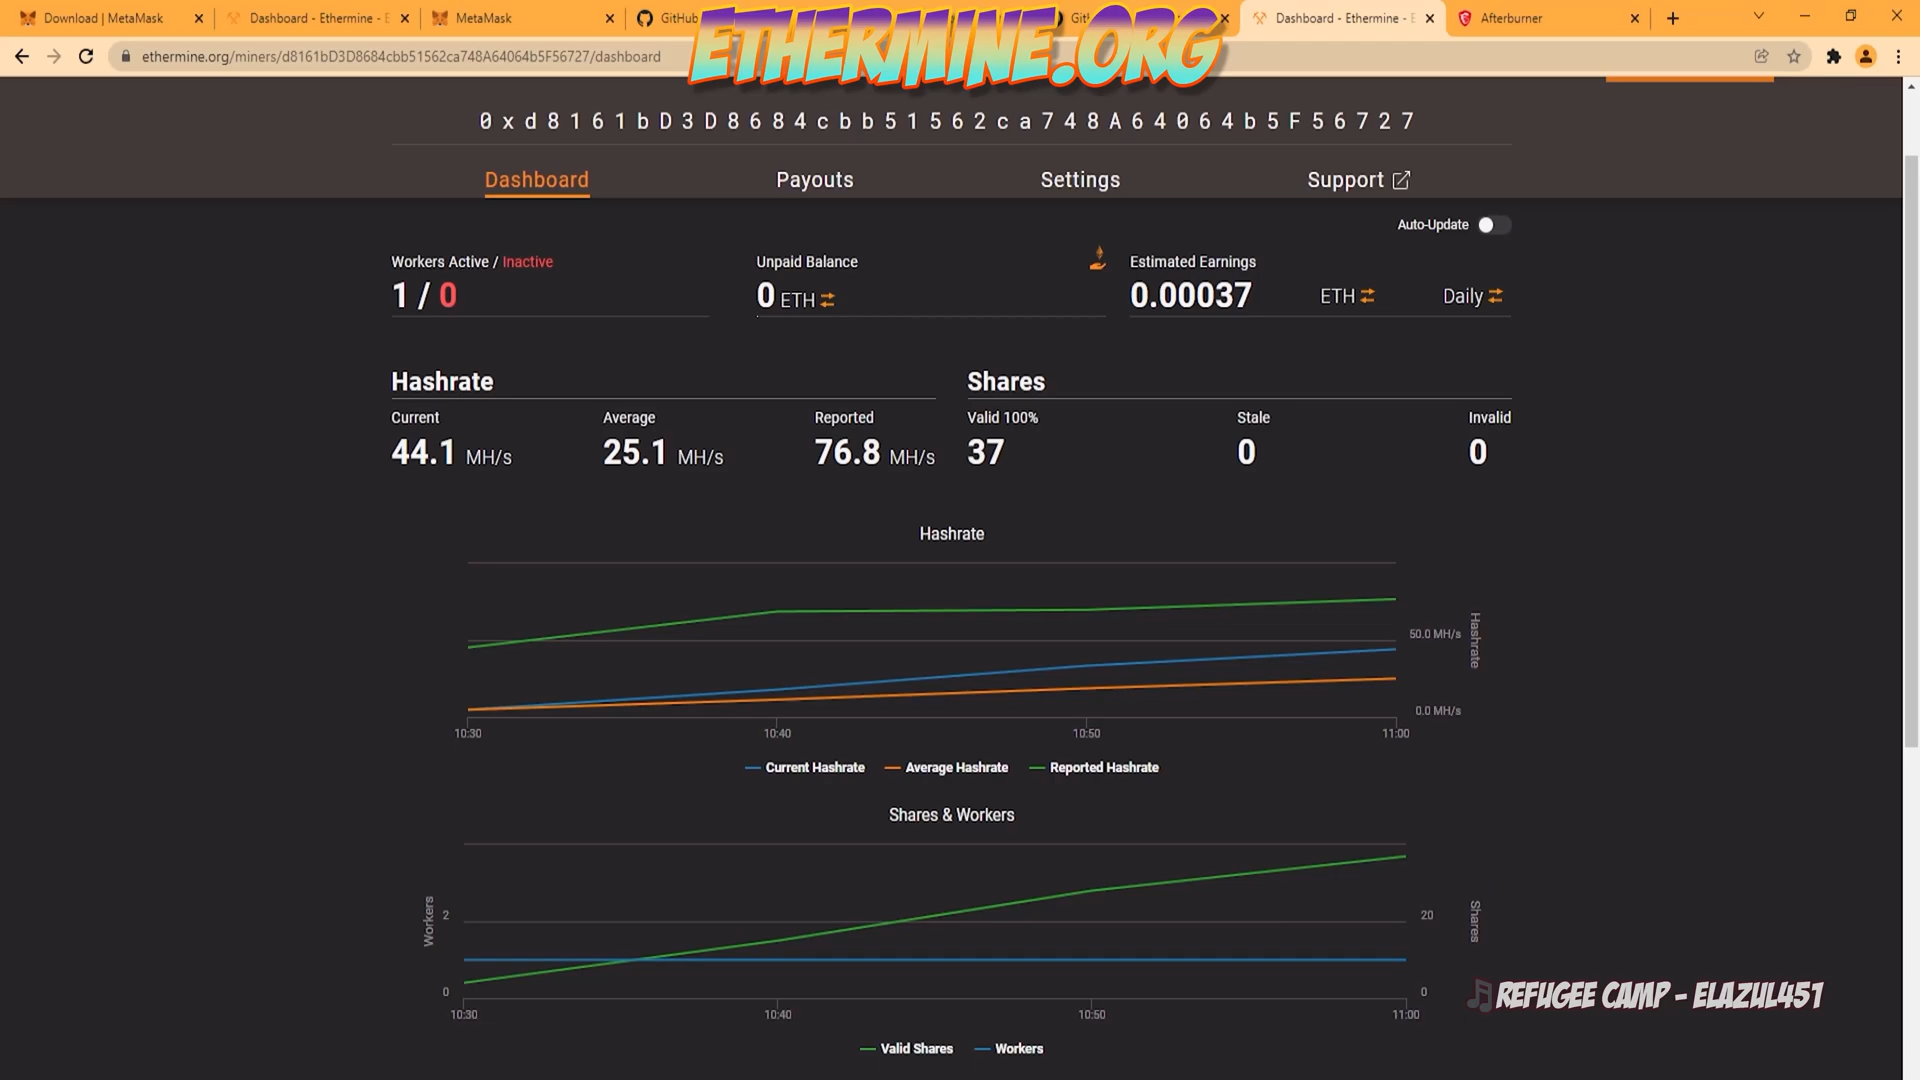 Download | MetaMask
Dashboard - Ethermine - E
MetaMask
GitHub
Dashboard - Ethermine - E
Afterburner
ethermine.org/miners/d8161bD3D8684cbb51562ca748A64064b5F56727/dashboard
ETHERMINE.ORG
0xd8161bD3D8684cbb51562ca748A64064b5F56727
Dashboard
Payouts
Settings
Support
Auto-Update
Workers Active / Inactive
1 / 0
Unpaid Balance
0 ETH
Estimated Earnings
0.00037 ETH Daily
Hashrate
Current
44.1 MH/s
Average
25.1 MH/s
Reported
76.8 MH/s
Shares
Valid 100%
37
Stale
0
Invalid
0
Hashrate
50.0 MH/s
0.0 MH/s
Hashrate
10:30 10:40 10:50 11:00
Current Hashrate Average Hashrate Reported Hashrate
Shares & Workers
Workers
2
0
20
0
Shares
10:30 10:40 10:50 11:00
Valid Shares Workers
REFUGEE CAMP - ELAZUL451